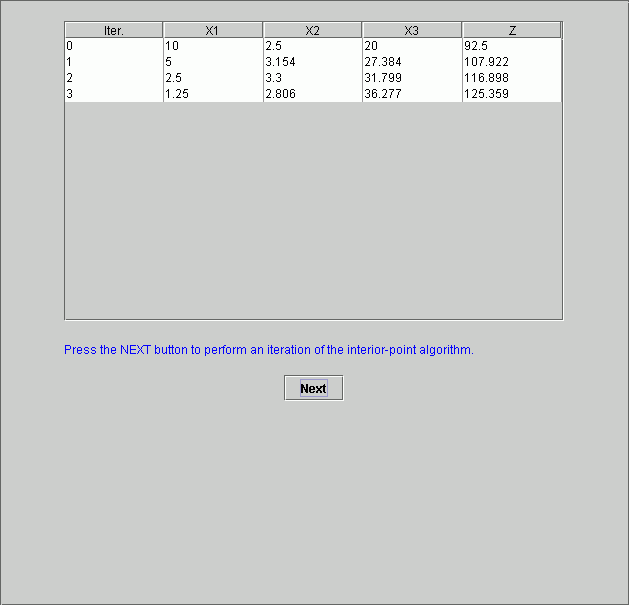 Iter. X1 X2 X3 Z
0 10 2.5 20 92.5
1 5 3.154 27.384 107.922
2 2.5 3.3 31.799 116.898
3 1.25 2.806 36.277 125.359
Press the NEXT button to perform an iteration of the interior-point algorithm.
Next